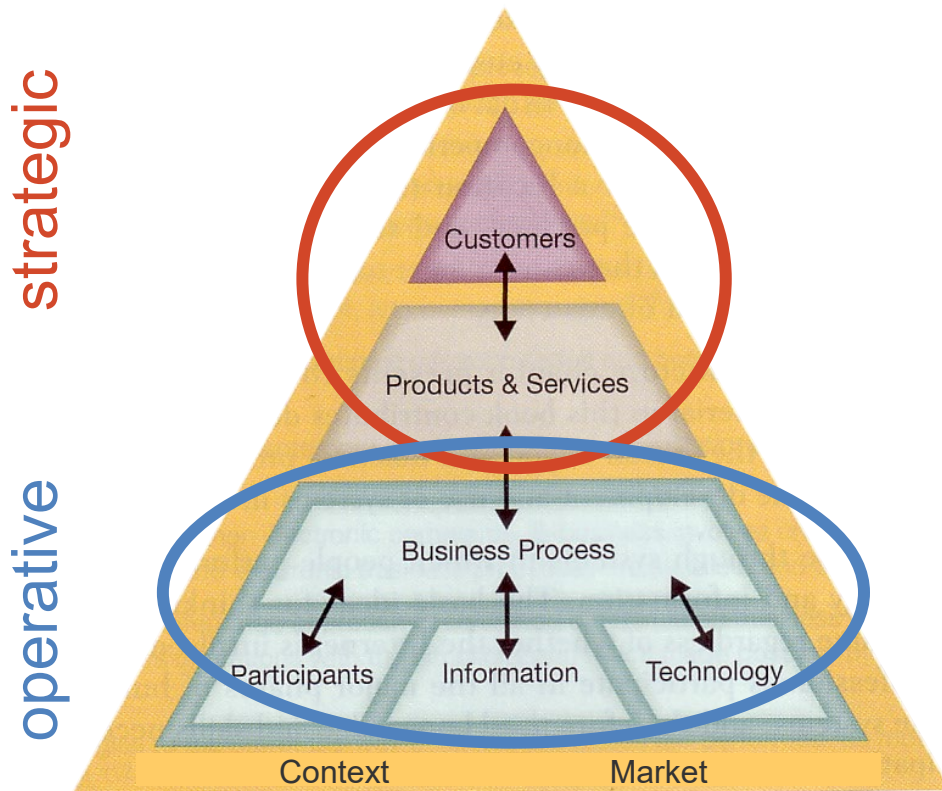 strategic
Customers
Products & Services
operative
Business Process
Participants
Information
Technology
Context
Market